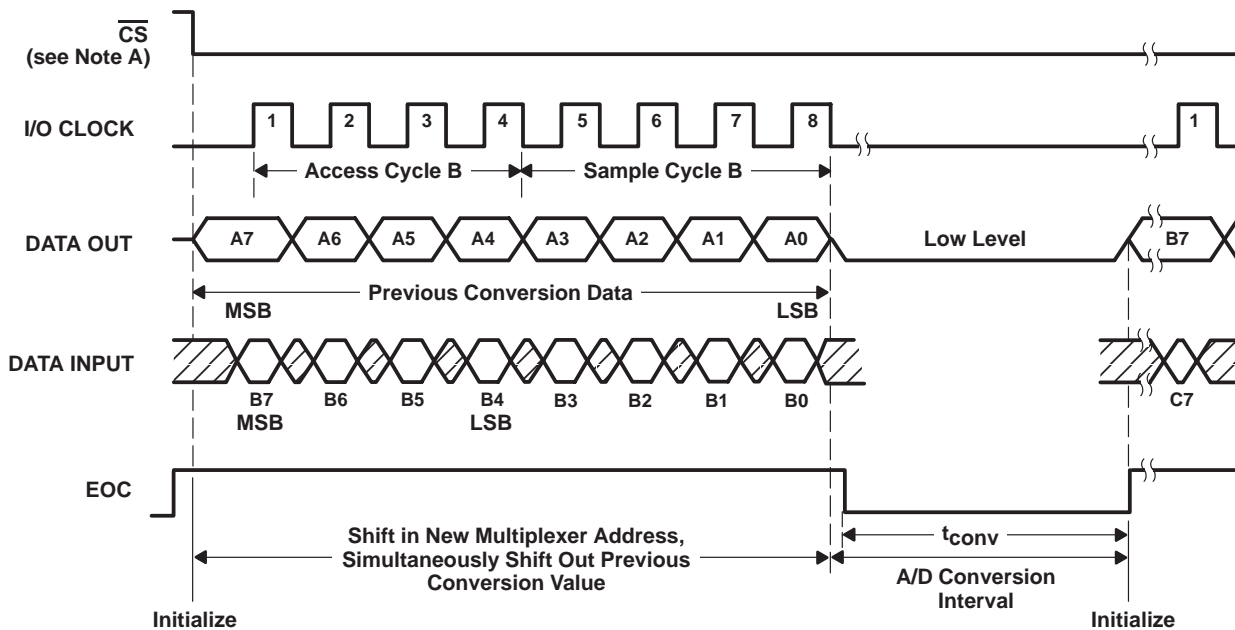 CS
(see Note A)
I/O CLOCK
1 2 3 4 5 6 7 8 1
Access Cycle B Sample Cycle B
DATA OUT
A7 A6 A5 A4 A3 A2 A1 A0 Low Level B7
Previous Conversion Data
MSB LSB
DATA INPUT
B7 B6 B5 B4 B3 B2 B1 B0 C7
MSB LSB
EOC
Shift in New Multiplexer Address,
Simultaneously Shift Out Previous
Conversion Value
tconv
A/D Conversion
Interval
Initialize Initialize